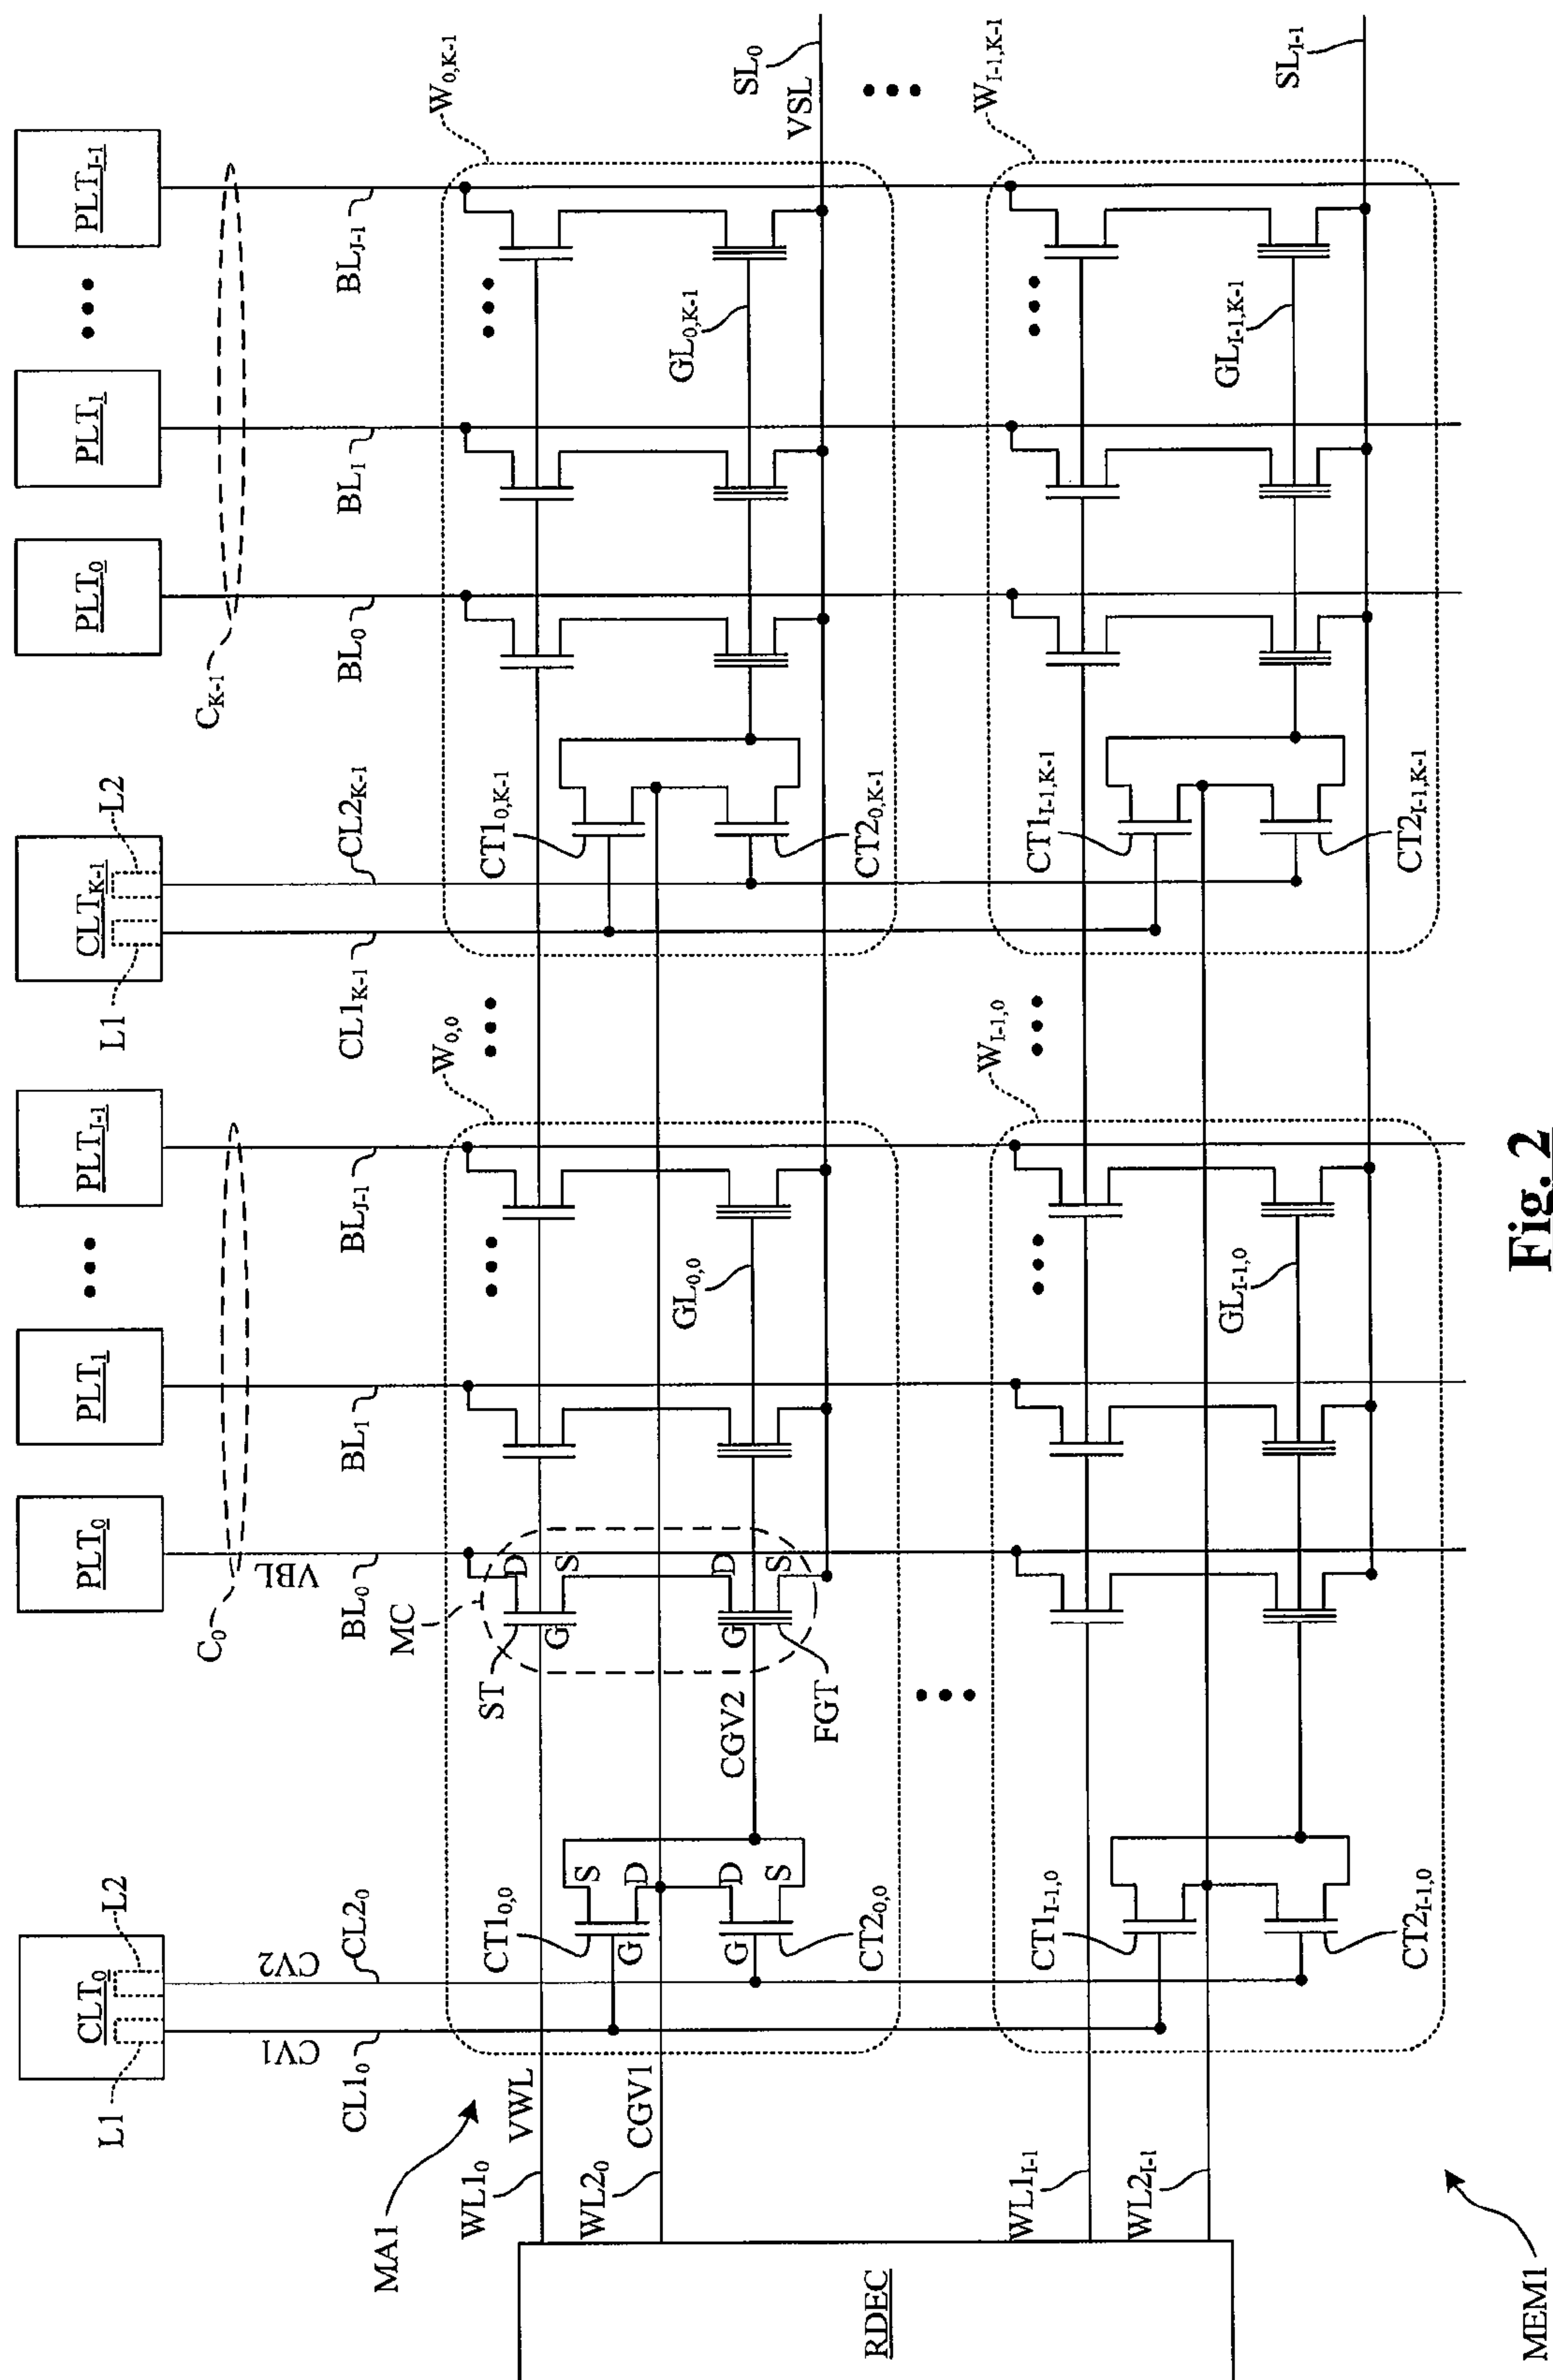 CLT0
L1
L2
PLT0
PLT1
PLTJ-1
CLTK-1
L1
L2
PLT0
PLT1
PLTJ-1
C0
CK-1
CV1
CV2
VBL
CL10
CL20
BL0
BL1
BLJ-1
CL1K-1
CL2K-1
BL0
BL1
BLJ-1
MA1
MC
W0,0
W0,K-1
WL10
VWL
CT10,0
ST
D
G
S
CT10,K-1
WL20
CGV1
S
G
D
GL0,0
GL0,K-1
CGV2
G
D
G
D
S
S
CT20,0
FGT
CT20,K-1
SL0
VSL
WI-1,0
WI-1,K-1
WL1I-1
CT1I-1,0
CT1I-1,K-1
WL2I-1
GLI-1,0
GLI-1,K-1
CT2I-1,0
CT2I-1,K-1
SLI-1
RDEC
MEM1
Fig. 2